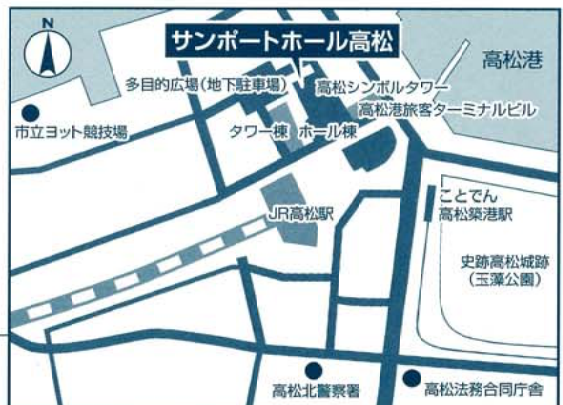 N
サンポートホール高松
高松港
多目的広場(地下駐車場)
高松シンボルタワー
高松港旅客ターミナルビル
市立ヨット競技場
タワー棟
ホール棟
JR高松駅
ことでん
高松築港駅
史跡高松城跡
(玉藻公園)
高松北警察署
高松法務合同庁舎